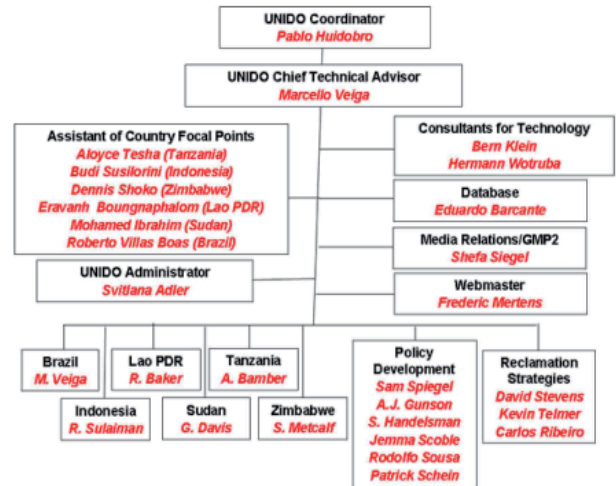 UNIDO Coordinator
Pablo Huidobro
UNIDO Chief Technical Advisor
Marcello Veiga
Assistant of Country Focal Points
Aloyce Tesha (Tanzania)
Budi Susilorini (Indonesia)
Dennis Shoko (Zimbabwe)
Eravanh Boungnaphalom (Lao PDR)
Mohamed Ibrahim (Sudan)
Roberto Villas Boas (Brazil)
Consultants for Technology
Bern Klein
Hermann Wotruba
Database
Eduardo Barcante
Media Relations/GMP2
Shefa Siegel
UNIDO Administrator
Svitlana Adler
Webmaster
Frederic Mertens
Brazil
M. Veiga
Lao PDR
R. Baker
Tanzania
A. Bamber
Indonesia
R. Sulaiman
Sudan
G. Davis
Zimbabwe
S. Metcalf
Policy
Development
Sam Spiegel
A.J. Gunson
S. Handelsman
Jemma Scoble
Rodolfo Sousa
Patrick Schein
Reclamation
Strategies
David Stevens
Kevin Telmer
Carlos Ribeiro